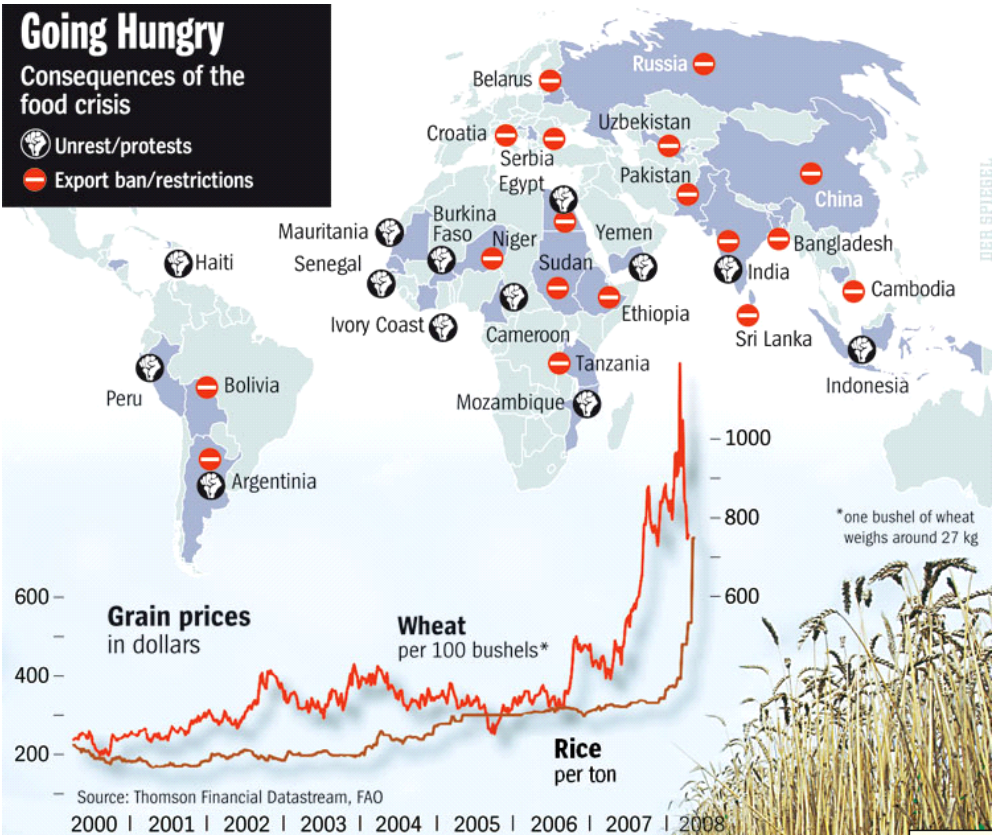 Going Hungry
Consequences of the
food crisis
Unrest/protests
Export ban/restrictions
Belarus
Russia
Croatia
Serbia
Uzbekistan
Egypt
Pakistan
China
Mauritania
Burkina
Faso
Niger
Yemen
Bangladesh
Haiti
Senegal
Sudan
India
Cambodia
Ivory Coast
Cameroon
Ethiopia
Sri Lanka
Peru
Bolivia
Tanzania
Indonesia
Mozambique
Argentinia
DER SPIEGEL
1000
800
600
*one bushel of wheat
weighs around 27 kg
600
400
200
Grain prices
in dollars
Wheat
per 100 bushels*
Rice
per ton
Source: Thomson Financial Datastream, FAO
2000 | 2001 | 2002 | 2003 | 2004 | 2005 | 2006 | 2007 | 2008